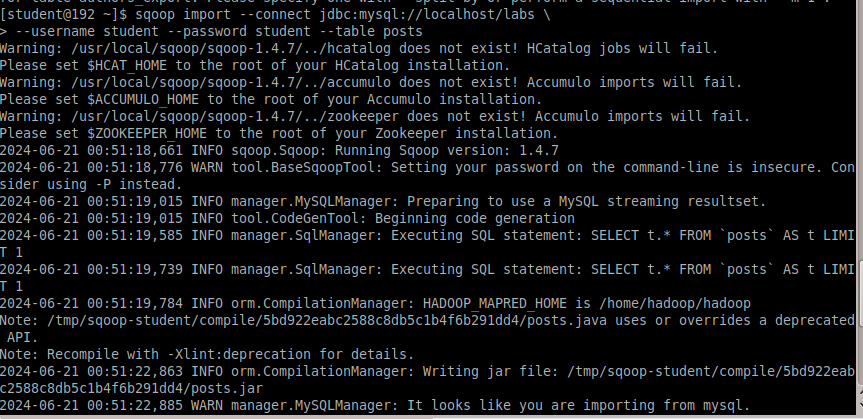 [student@192 ~]$ sqoop import --connect jdbc:mysql://localhost/labs \
> --username student --password student --table posts
Warning: /usr/local/sqoop/sqoop-1.4.7/../hcatalog does not exist! HCatalog jobs will fail.
Please set $HCAT_HOME to the root of your HCatalog installation.
Warning: /usr/local/sqoop/sqoop-1.4.7/../accumulo does not exist! Accumulo imports will fail.
Please set $ACCUMULO_HOME to the root of your Accumulo installation.
Warning: /usr/local/sqoop/sqoop-1.4.7/../zookeeper does not exist! Accumulo imports will fail.
Please set $ZOOKEEPER_HOME to the root of your Zookeeper installation.
2024-06-21 00:51:18,661 INFO sqoop.Sqoop: Running Sqoop version: 1.4.7
2024-06-21 00:51:18,776 WARN tool.BaseSqoopTool: Setting your password on the command-line is insecure. Con
sider using -P instead.
2024-06-21 00:51:19,015 INFO manager.MySQLManager: Preparing to use a MySQL streaming resultset.
2024-06-21 00:51:19,015 INFO tool.CodeGenTool: Beginning code generation
2024-06-21 00:51:19,585 INFO manager.SqlManager: Executing SQL statement: SELECT t.* FROM `posts` AS t LIMI
T 1
2024-06-21 00:51:19,739 INFO manager.SqlManager: Executing SQL statement: SELECT t.* FROM `posts` AS t LIMI
T 1
2024-06-21 00:51:19,784 INFO orm.CompilationManager: HADOOP_MAPRED_HOME is /home/hadoop/hadoop
Note: /tmp/sqoop-student/compile/5bd922eabc2588c8db5c1b4f6b291dd4/posts.java uses or overrides a deprecated
 API.
Note: Recompile with -Xlint:deprecation for details.
2024-06-21 00:51:22,863 INFO orm.CompilationManager: Writing jar file: /tmp/sqoop-student/compile/5bd922eab
c2588c8db5c1b4f6b291dd4/posts.jar
2024-06-21 00:51:22,885 WARN manager.MySQLManager: It looks like you are importing from mysql.